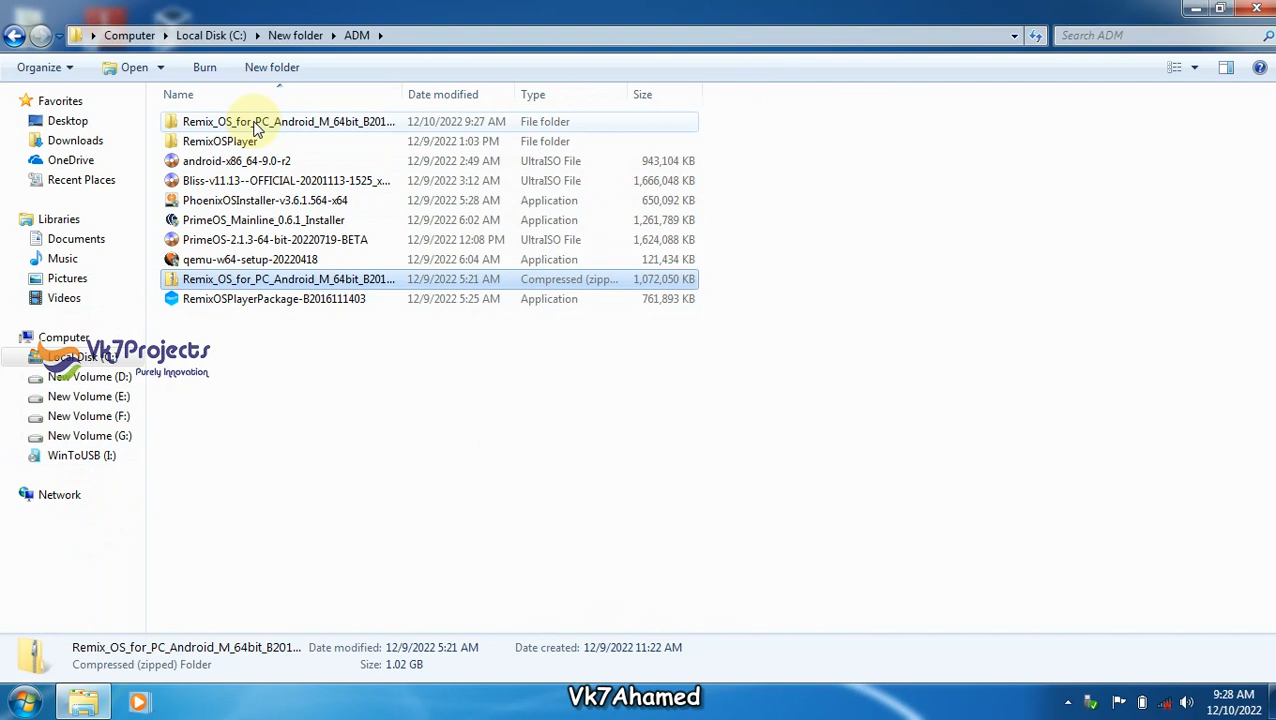 Computer Local Disk (C:) New folder ADM Search ADM
Organize Open Burn New folder
Name Date modified Type Size
Favorites
Desktop
Downloads
OneDrive
Recent Places
Libraries
Documents
Music
Pictures
Videos
Computer
Local Disk (C:)
New Volume (D:)
New Volume (E:)
New Volume (F:)
New Volume (G:)
WinToUSB (I:)
Network
Remix_OS_for_PC_Android_M_64bit_B201... 12/10/2022 9:27 AM File folder
RemixOSPlayer 12/9/2022 1:03 PM File folder
android-x86_64-9.0-r2 12/9/2022 2:49 AM UltraISO File 943,104 KB
Bliss-v11.13--OFFICIAL-20201113-1525_x... 12/9/2022 3:12 AM UltraISO File 1,666,048 KB
PhoenixOSInstaller-v3.6.1.564-x64 12/9/2022 5:28 AM Application 650,092 KB
PrimeOS_Mainline_0.6.1_Installer 12/9/2022 6:02 AM Application 1,261,789 KB
PrimeOS-2.1.3-64-bit-20220719-BETA 12/9/2022 12:08 PM UltraISO File 1,624,088 KB
qemu-w64-setup-20220418 12/9/2022 6:04 AM Application 121,434 KB
Remix_OS_for_PC_Android_M_64bit_B201... 12/9/2022 5:21 AM Compressed (zipp... 1,072,050 KB
RemixOSPlayerPackage-B2016111403 12/9/2022 5:25 AM Application 761,893 KB
Vk7Projects
Purely Innovation
Remix_OS_for_PC_Android_M_64bit_B201... Date modified: 12/9/2022 5:21 AM Date created: 12/9/2022 11:22 AM
Compressed (zipped) Folder Size: 1.02 GB
Vk7Ahamed
9:28 AM
12/10/2022